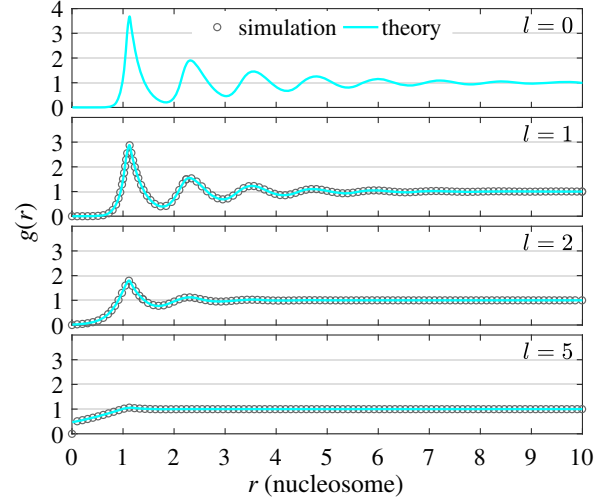 4
3
2
1
0
simulation theory
l = 0
3
2
1
0
l = 1
3
2
1
0
l = 2
3
2
1
0
l = 5
g(r)
0 1 2 3 4 5 6 7 8 9 10
r (nucleosome)